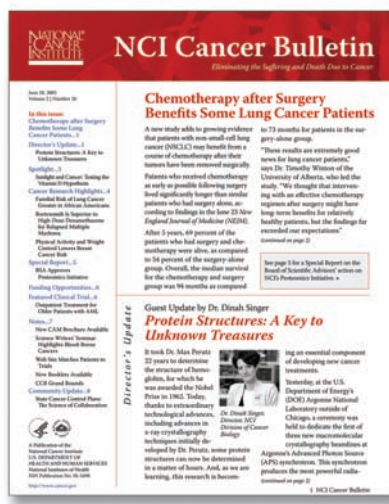 NATIONAL
CANCER
INSTITUTE
NCI Cancer Bulletin
Eliminating the Suffering and Death Due to Cancer
June 28, 2005
Volume 2 | Number 26
In this issue:
Chemotherapy after Surgery
Benefits Some Lung Cancer
Patients...1
Director's Update...1
Protein Structures: A Key to
Unknown Treasures
Spotlight...3
Sunlight and Cancer: Testing the
Vitamin D Hypothesis
Cancer Research Highlights...4
Familial Risk of Lung Cancer
Greater in African Americans
Bortezomib Is Superior to
High-Dose Dexamethasone
for Relapsed Multiple
Myeloma
Physical Activity and Weight
Control Lessen Breast
Cancer Risk
Special Report...5
BSA Approves
Proteomics Initiative
Funding Opportunities...6
Featured Clinical Trial...6
Outpatient Treatment for
Older Patients with AML
Notes...7
New CAM Brochure Available
Science Writers' Seminar
Highlights Blood-Borne
Cancers
Web Site Matches Patients to
Trials
New Booklets Available
CCR Grand Rounds
Community Update...8
State Cancer Control Plans:
The Science of Collaboration
A Publication of the
National Cancer Institute
U.S. DEPARTMENT OF
HEALTH AND HUMAN SERVICES
National Institutes of Health
NIH Publication No. 05-5498
http://www.cancer.gov
Chemotherapy after Surgery
Benefits Some Lung Cancer Patients
A new study adds to growing evidence
that patients with non-small-cell lung
cancer (NSCLC) may benefit from a
course of chemotherapy after their
tumors have been removed surgically.
Patients who received chemotherapy
as early as possible following surgery
lived significantly longer than similar
patients who had surgery alone, ac-
cording to findings in the June 23 New
England Journal of Medicine (NEJM).
After 5 years, 69 percent of the
patients who had surgery and che-
motherapy were alive, as compared
to 54 percent of the surgery-alone
group. Overall, the median survival
for the chemotherapy and surgery
group was 94 months as compared
to 73 months for patients in the sur-
gery-alone group.
"These results are extremely good
news for lung cancer patients,"
says Dr. Timothy Winton of the
University of Alberta, who led the
study. "We thought that interven-
ing with an effective chemotherapy
regimen after surgery might have
long-term benefits for relatively
healthy patients, but the findings far
exceeded our expectations."
(continued on page 2)
See page 5 for a Special Report on the
Board of Scientific Advisors' action on
NCI's Proteomics Initiative.
Director's Update
Guest Update by Dr. Dinah Singer
Protein Structures: A Key to
Unknown Treasures
It took Dr. Max Perutz
22 years to determine
the structure of hemo-
globin, for which he
was awarded the Nobel
Prize in 1962. Today,
thanks to extraordinary
technological advances,
including advances in
x-ray crystallography
techniques initially de-
veloped by Dr. Perutz, some protein
structures can now be determined
in a matter of hours. And, as we are
learning, this research is becom-
Dr. Dinah Singer,
Director, NCI
Division of Cancer
Biology
ing an essential component
of developing new cancer
treatments.
Yesterday, at the U.S.
Department of Energy's
(DOE) Argonne National
Laboratory outside of
Chicago, a ceremony was
held to dedicate the first of
three new macromolecular
crystallography beamlines at
Argonne's Advanced Photon Source
(APS) synchrotron. This synchrotron
produces the most powerful radia-
(continued on page 2)
1 NCI Cancer Bulletin